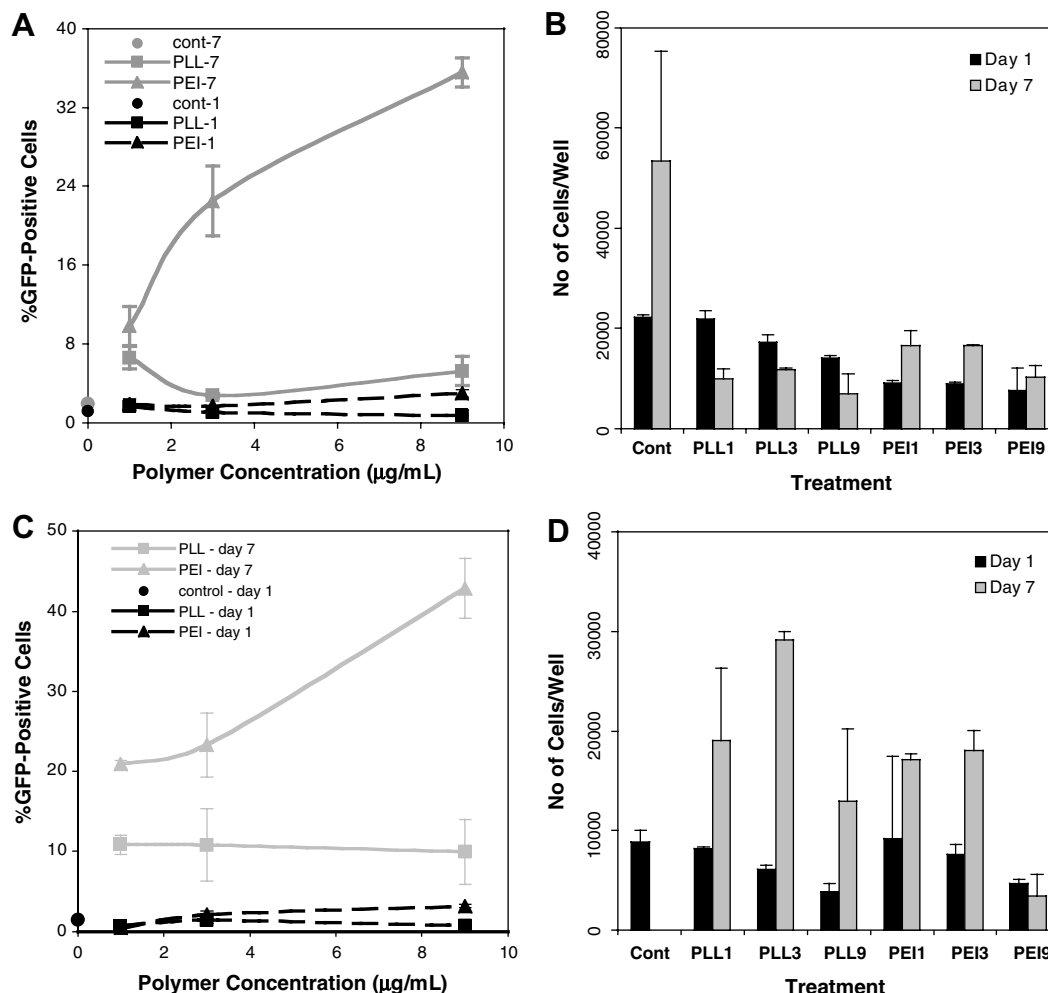 A
40
32
24
16
8
0
%GFP-Positive Cells
cont-7
PLL-7
PEI-7
cont-1
PLL-1
PEI-1
0 2 4 6 8 10
Polymer Concentration (μg/mL)
B
80000
60000
40000
20000
0
No of Cells/Well
Day 1
Day 7
Cont PLL1 PLL3 PLL9 PEI1 PEI3 PEI9
Treatment
C
50
40
30
20
10
0
%GFP-Positive Cells
PLL - day 7
PEI - day 7
control - day 1
PLL - day 1
PEI - day 1
0 2 4 6 8 10
Polymer Concentration (μg/mL)
D
40000
30000
20000
10000
0
No of Cells/Well
Day 1
Day 7
Cont PLL1 PLL3 PLL9 PEI1 PEI3 PEI9
Treatment